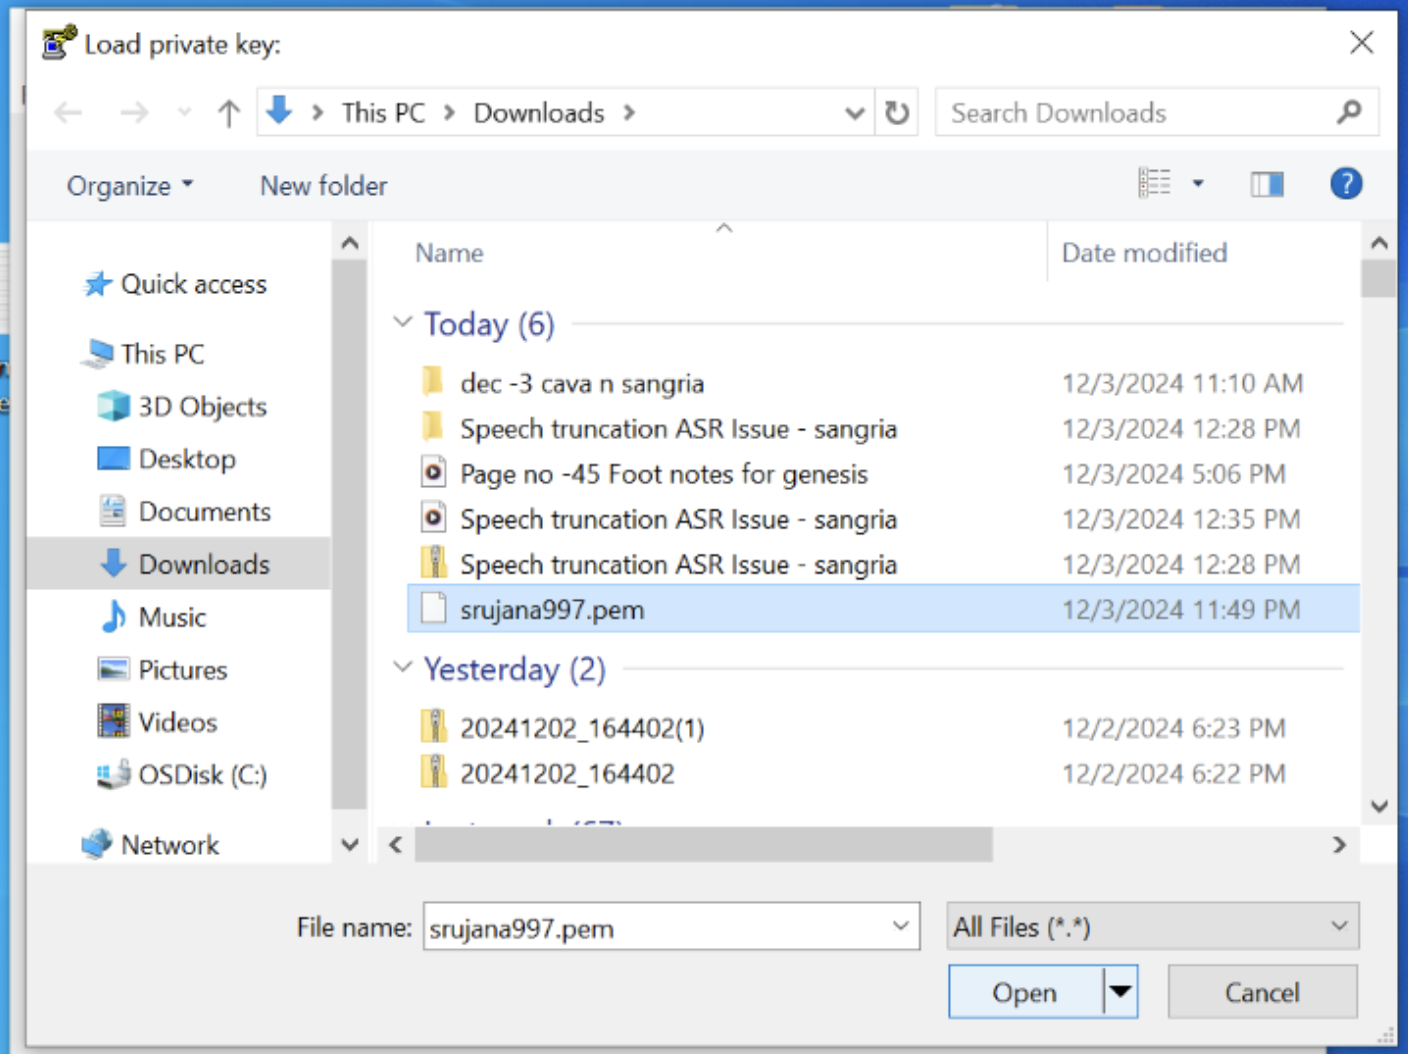 Load private key:
This PC > Downloads >
Search Downloads
Organize
New folder
?
Name
Date modified
Quick access
This PC
3D Objects
Desktop
Documents
Downloads
Music
Pictures
Videos
OSDisk (C:)
Network
Today (6)
dec -3 cava n sangria 12/3/2024 11:10 AM
Speech truncation ASR Issue - sangria 12/3/2024 12:28 PM
Page no -45 Foot notes for genesis 12/3/2024 5:06 PM
Speech truncation ASR Issue - sangria 12/3/2024 12:35 PM
Speech truncation ASR Issue - sangria 12/3/2024 12:28 PM
srujana997.pem 12/3/2024 11:49 PM
Yesterday (2)
20241202_164402(1) 12/2/2024 6:23 PM
20241202_164402 12/2/2024 6:22 PM
File name: srujana997.pem
All Files (*.*)
Open
Cancel